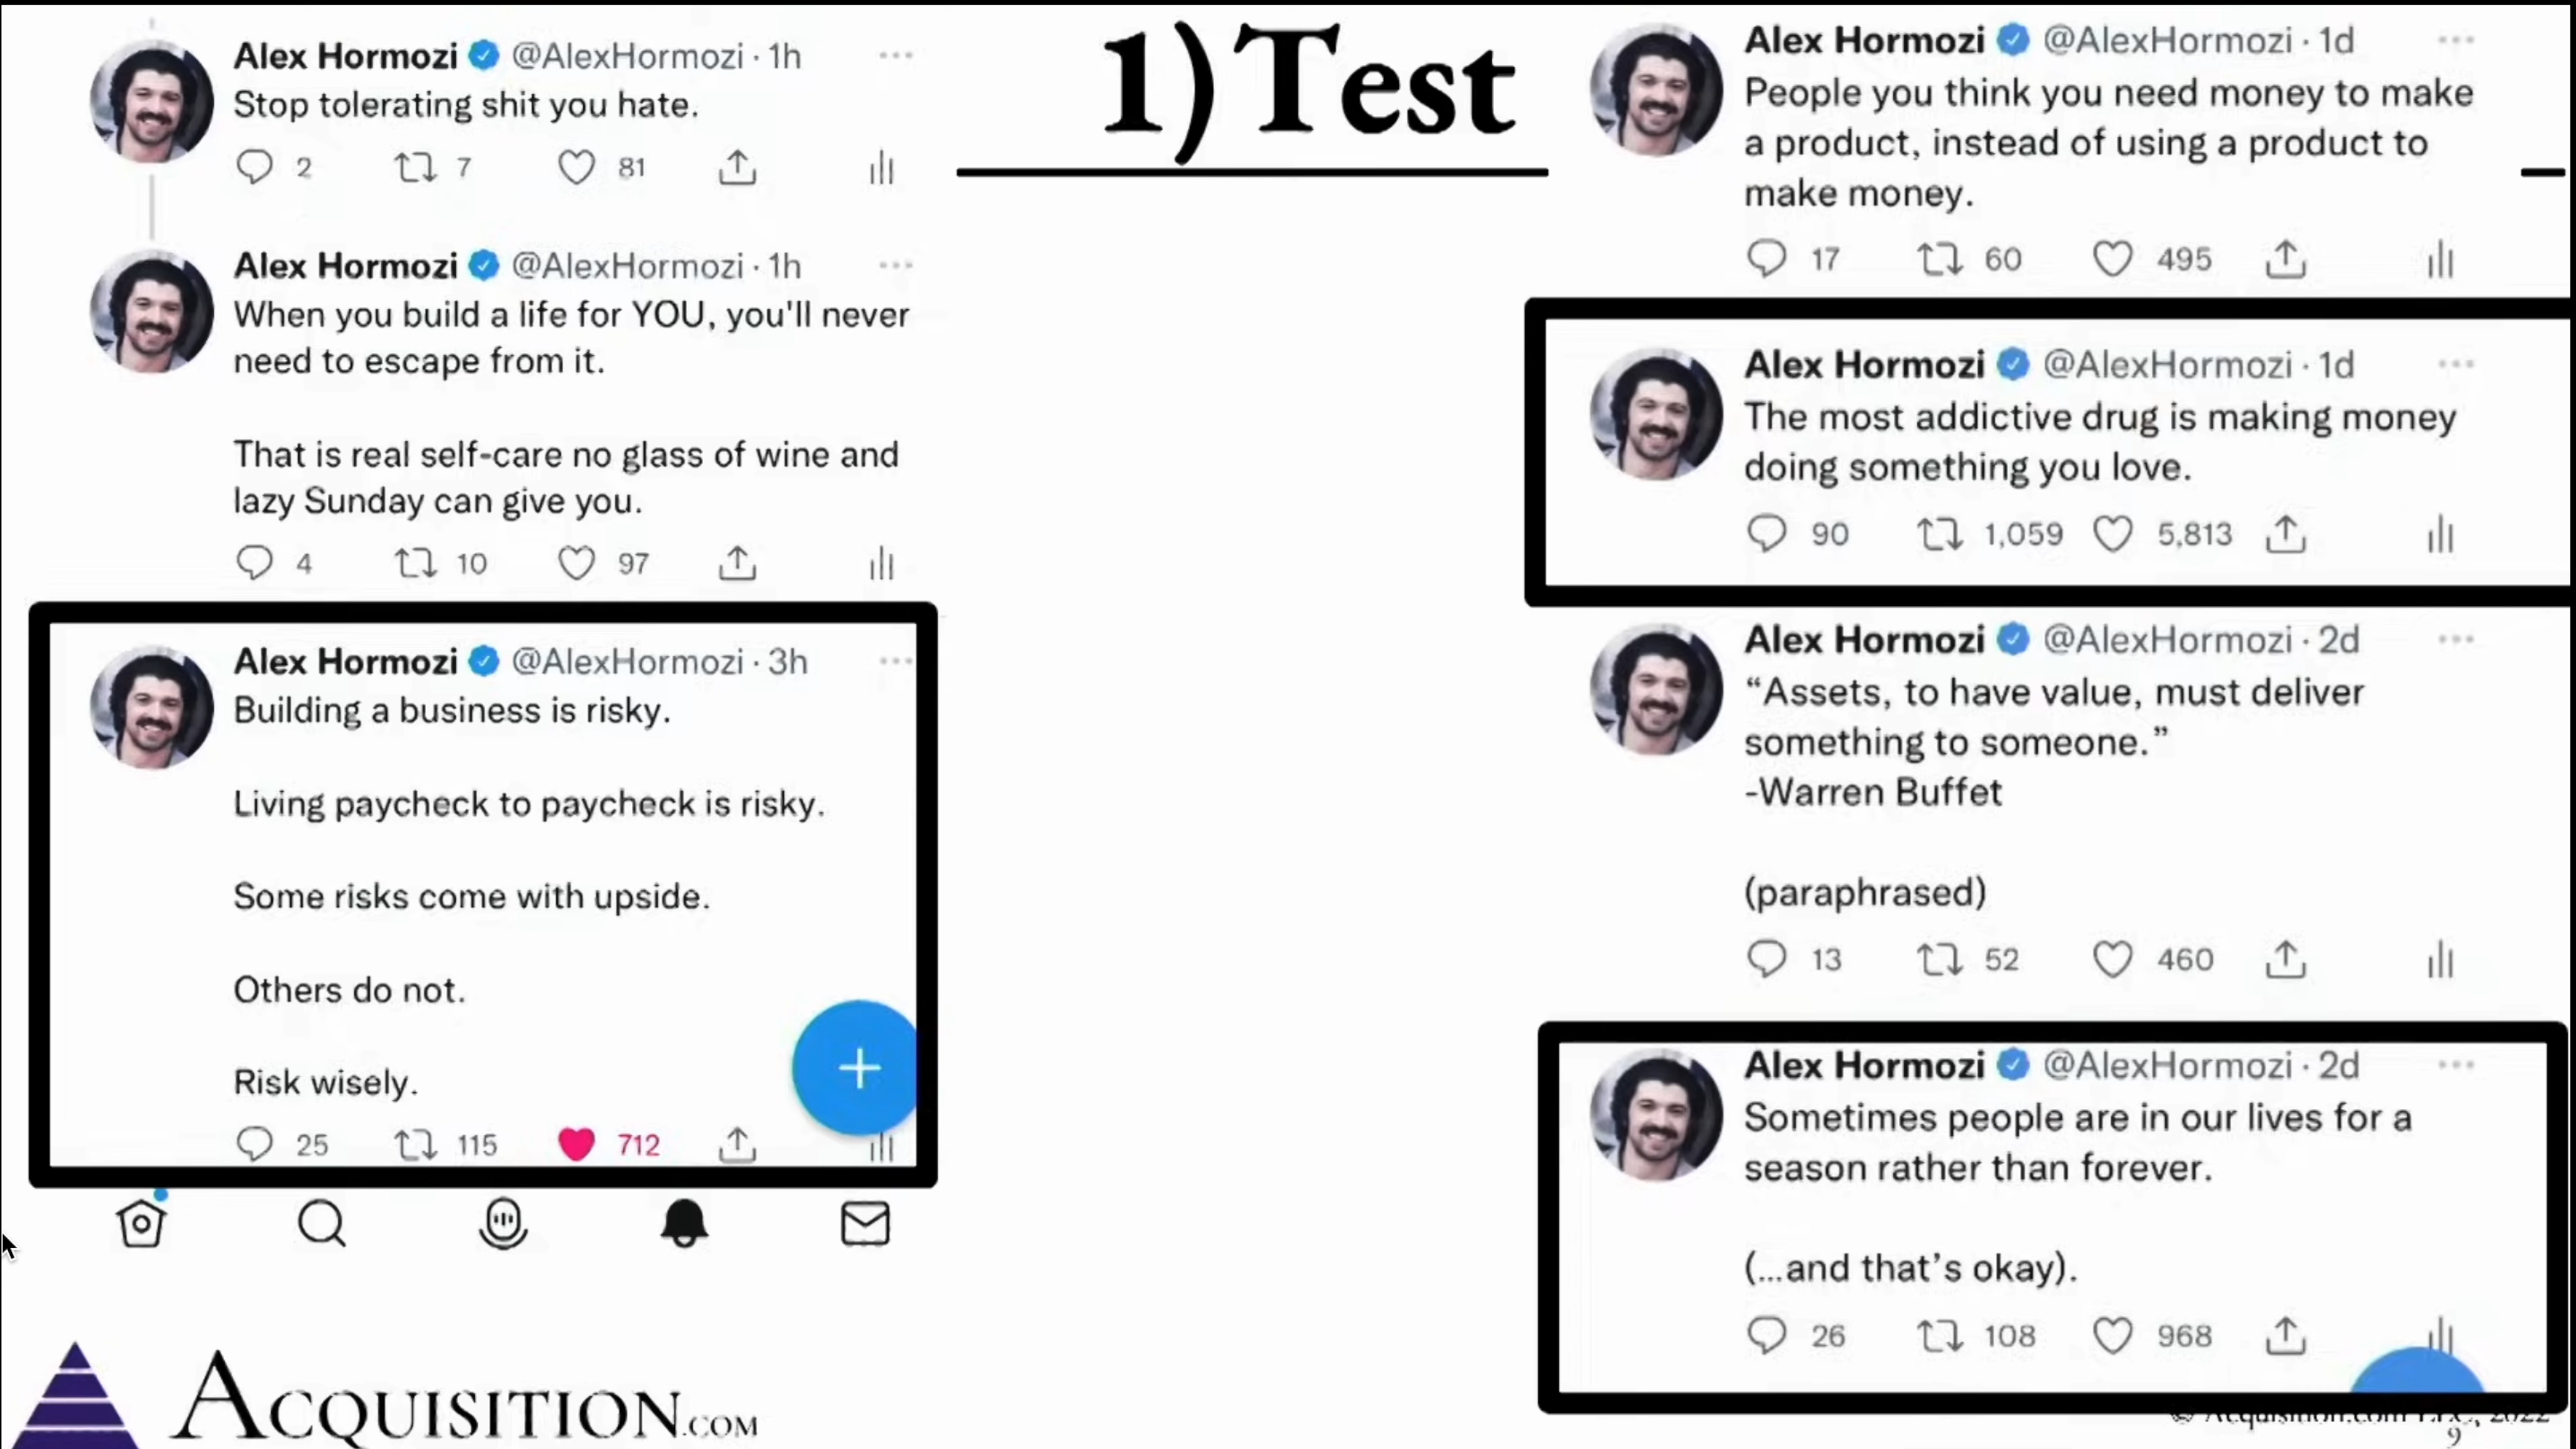 1) Test
Alex Hormozi @AlexHormozi · 1h
Stop tolerating shit you hate.
2 7 81
Alex Hormozi @AlexHormozi · 1h
When you build a life for YOU, you'll never
need to escape from it.
That is real self-care no glass of wine and
lazy Sunday can give you.
4 10 97
Alex Hormozi @AlexHormozi · 3h
Building a business is risky.
Living paycheck to paycheck is risky.
Some risks come with upside.
Others do not.
Risk wisely.
25 115 712
Alex Hormozi @AlexHormozi · 1d
People you think you need money to make
a product, instead of using a product to
make money.
17 60 495
Alex Hormozi @AlexHormozi · 1d
The most addictive drug is making money
doing something you love.
90 1,059 5,813
Alex Hormozi @AlexHormozi · 2d
“Assets, to have value, must deliver
something to someone.”
-Warren Buffet
(paraphrased)
13 52 460
Alex Hormozi @AlexHormozi · 2d
Sometimes people are in our lives for a
season rather than forever.
(...and that’s okay).
26 108 968
ACQUISITION.COM
© Acquisition.com LLC, 2022
9